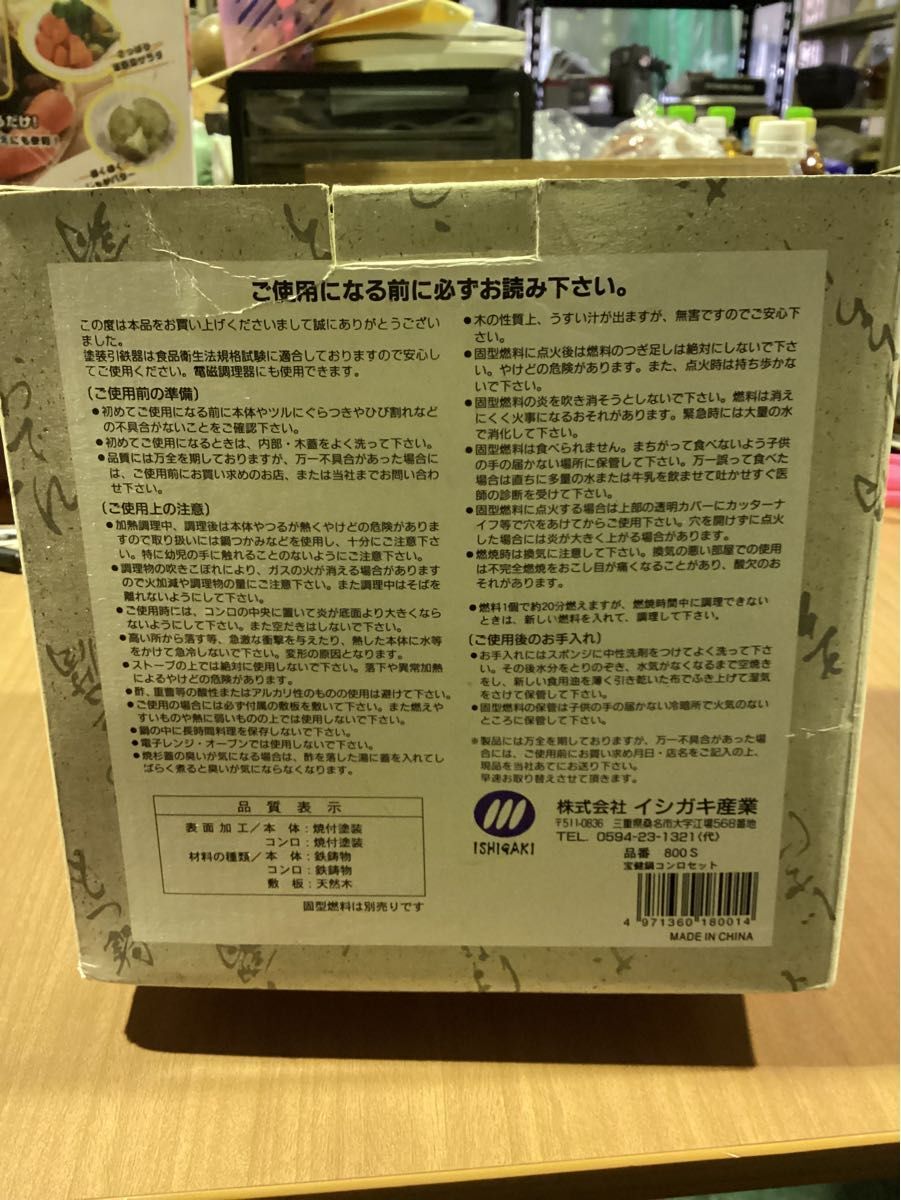 さっぱり
温野菜サラダ
るだけ!
えにも使用!
ほくほく
じゃがバター
ご使用になる前に必ずお読み下さい。
この度は本品をお買い上げくださいまして誠にありがとうござい
ました。
塗装引鉄器は食品衛生法規格試験に適合しておりますので安心し
てご使用ください。電磁調理器にも使用できます。
〔ご使用前の準備〕
●初めてご使用になる前に本体やツルにぐらつきやひび割れなど
の不具合がないことをご確認下さい。
●初めてご使用になるときは、内部・木蓋をよく洗って下さい。
●品質には万全を期しておりますが、万一不具合があった場合に
は、ご使用前にお買い求めのお店、または当社までお問い合わ
せ下さい。
〔ご使用上の注意〕
●加熱調理中、調理後は本体やつるが熱くやけどの危険がありま
すので取り扱いには鍋つかみなどを使用し、十分にご注意下さ
い。特に幼児の手に触れることのないようにご注意下さい。
●調理物の吹きこぼれにより、ガスの火が消える場合があります
ので火加減や調理物の量にご注意下さい。また調理中はそばを
離れないようにして下さい。
●ご使用時には、コンロの中央に置いて炎が底面より大きくなら
ないようにして下さい。また空だきはしないで下さい。
●高い所から落す等、急激な衝撃を与えたり、熱した本体に水等
をかけて急冷しないで下さい。変形の原因となります。
●ストーブの上では絶対に使用しないで下さい。落下や異常加熱
によるやけどの危険があります。
●酢、重曹等の酸性またはアルカリ性のものの使用は避けて下さい。
●ご使用の場合には必ず付属の敷板を敷いて下さい。また燃えや
すいものや熱に弱いものの上では使用しないで下さい。
●鍋の中に長時間料理を保存しないで下さい。
●電子レンジ・オーブンでは使用しないで下さい。
●焼杉蓋の臭いが気になる場合は、酢を落した湯に蓋を入れてし
ばらく煮ると臭いが気にならなくなります。
品質表示
表面加工/本体:焼付塗装
コンロ:焼付塗装
材料の種類/本体:鉄鋳物
コンロ:鉄鋳物
敷板:天然木
固型燃料は別売りです
●木の性質上、うすい汁が出ますが、無害ですのでご安心下
さい。
●固型燃料に点火後は燃料のつぎ足しは絶対にしないで下さ
い。やけどの危険があります。また、点火時は持ち歩かな
いで下さい。
●固型燃料の炎を吹き消そうとしないで下さい。燃料は消え
にくく火事になるおそれがあります。緊急時には大量の水
で消化して下さい。
●固型燃料は食べられません。まちがって食べないよう子供
の手の届かない場所に保管して下さい。万一誤って食べた
場合は直ちに多量の水または牛乳を飲ませて吐かせすぐ医
師の診断を受けて下さい。
●固型燃料に点火する場合は上部の透明カバーにカッターナ
イフ等で穴をあけてからご使用下さい。穴を開けずに点火
した場合には炎が大きく上がる場合があります。
●燃焼時は換気に注意して下さい。換気の悪い部屋での使用
は不完全燃焼をおこし目が痛くなることがあり、酸欠のお
それがあります。
●燃料1個で約20分燃えますが、燃焼時間中に調理できない
ときは、新しい燃料を入れて、調理して下さい。
〔ご使用後のお手入れ〕
●お手入れにはスポンジに中性洗剤をつけてよく洗って下さ
い。その後水分をとりのぞき、水気がなくなるまで空焼き
をし、新しい食用油を薄く引き乾いた布でふき上げて湿気
をさけて保管して下さい。
●固型燃料の保管は子供の手の届かない冷暗所で火気のない
ところに保管して下さい。
※製品には万全を期しておりますが、万一不具合があった場
合には、ご使用前にお買い求め月日・店名をご記入の上、
現品を当社あてにお送り下さい。
早速お取り替えさせて頂きます。
ISHIGAKI
株式会社 イシガキ産業
〒511-0836 三重県桑名市大字江場568番地
TEL. 0594-23-1321(代)
品番 800S
宝健鍋コンロセット
4 971360 180014
MADE IN CHINA
鍋